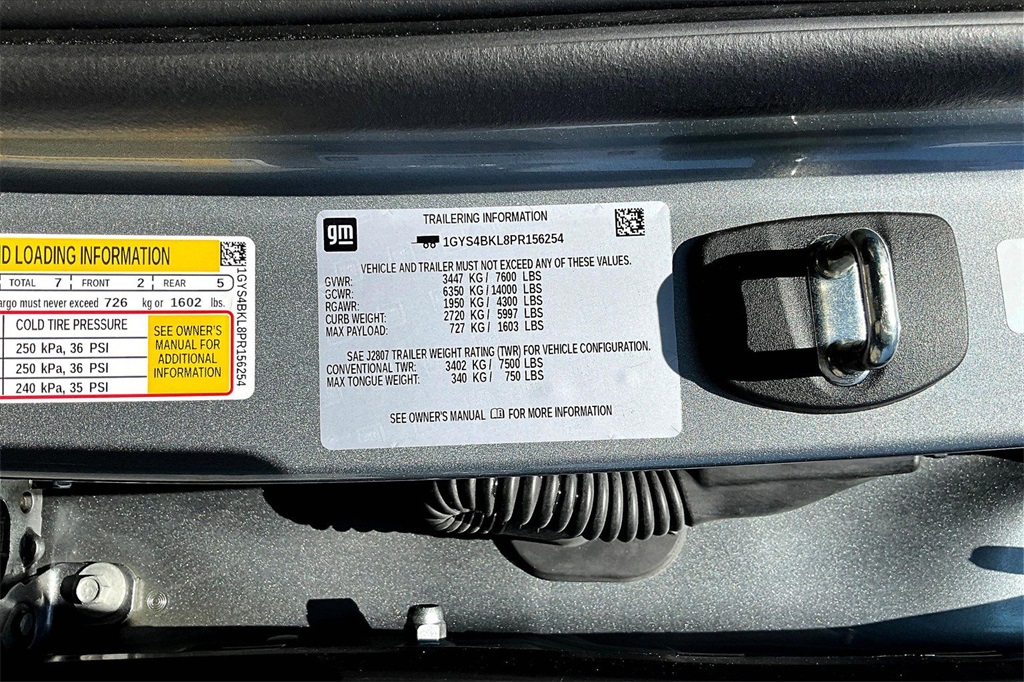 ND LOADING INFORMATION
TOTAL 7 FRONT 2 REAR 5
argo must never exceed 726 kg or 1602 lbs.
COLD TIRE PRESSURE
250 kPa, 36 PSI
250 kPa, 36 PSI
240 kPa, 35 PSI
SEE OWNER'S
MANUAL FOR
ADDITIONAL
INFORMATION
1GYS4BKL8PR156254
gm
TRAILERING INFORMATION
1GYS4BKL8PR156254
VEHICLE AND TRAILER MUST NOT EXCEED ANY OF THESE VALUES.
GVWR: 3447 KG / 7600 LBS
GCWR: 6350 KG / 14000 LBS
RGAWR: 1950 KG / 4300 LBS
CURB WEIGHT: 2720 KG / 5997 LBS
MAX PAYLOAD: 727 KG / 1603 LBS
SAE J2807 TRAILER WEIGHT RATING (TWR) FOR VEHICLE CONFIGURATION.
CONVENTIONAL TWR: 3402 KG / 7500 LBS
MAX TONGUE WEIGHT: 340 KG / 750 LBS
SEE OWNER'S MANUAL FOR MORE INFORMATION